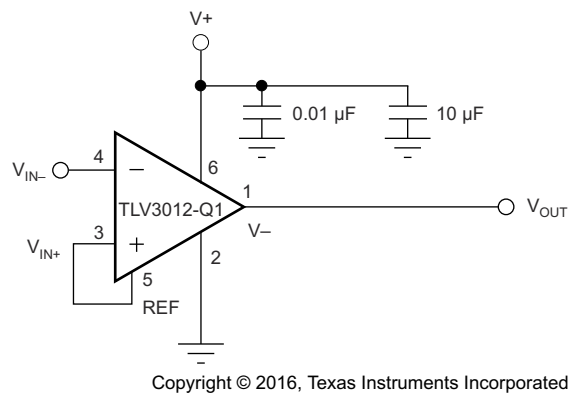 V+
0.01 µF
10 µF
4
6
VIN–
–
1
TLV3012-Q1
VOUT
3
VIN+
+
V–
5
2
REF
Copyright © 2016, Texas Instruments Incorporated